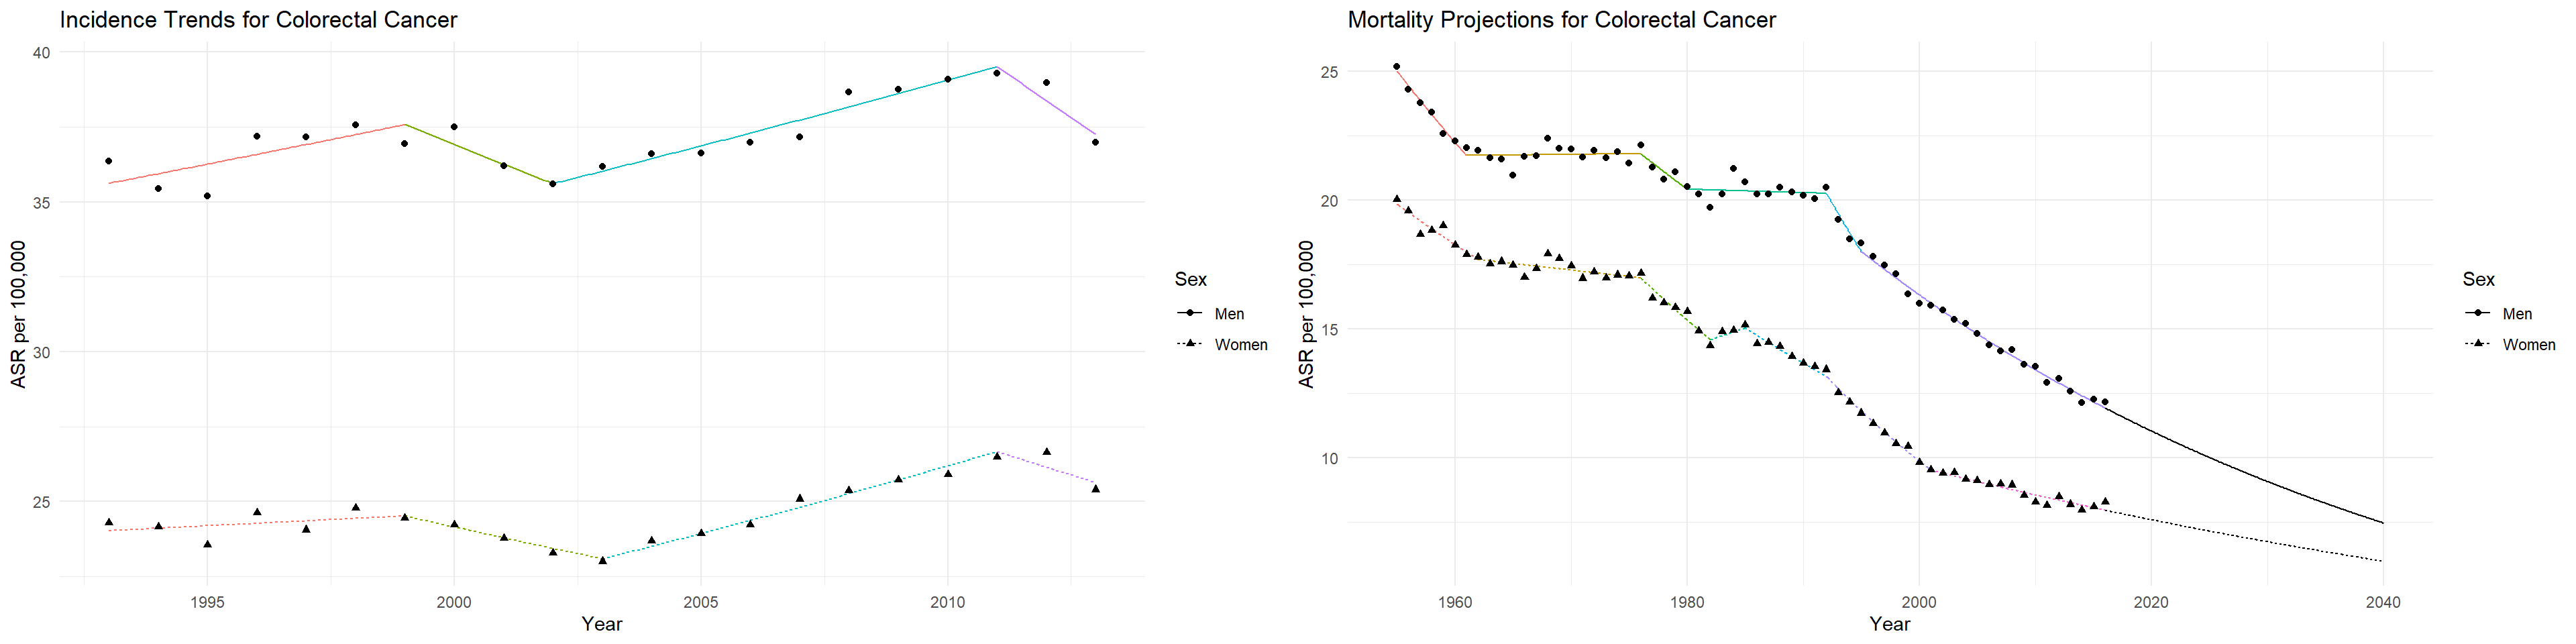 Incidence Trends for Colorectal Cancer
40
35
30
25
ASR per 100,000
1995
2000
2005
2010
Year
Sex
Men
Women
Mortality Projections for Colorectal Cancer
25
20
15
10
ASR per 100,000
1960
1980
2000
2020
2040
Year
Sex
Men
Women